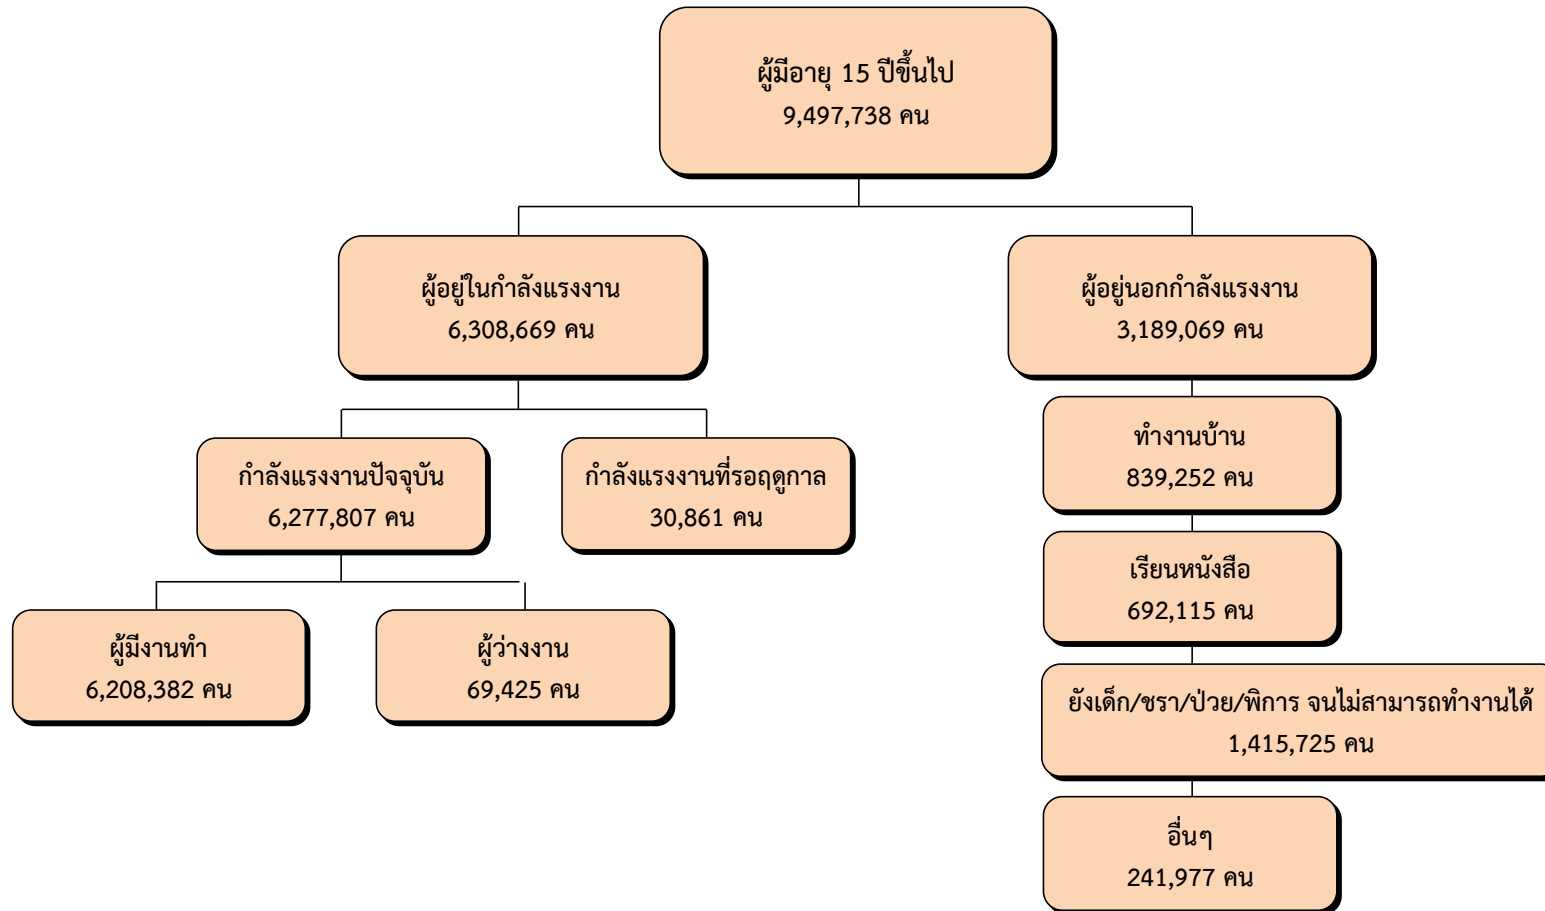 ผู้มีอายุ 15 ปีขึ้นไป
9,497,738 คน
ผู้อยู่ในกำลังแรงงาน
6,308,669 คน
ผู้อยู่นอกกำลังแรงงาน
3,189,069 คน
กำลังแรงงานปัจจุบัน
6,277,807 คน
กำลังแรงงานที่รอฤดูกาล
30,861 คน
ผู้มีงานทำ
6,208,382 คน
ผู้ว่างงาน
69,425 คน
ทำงานบ้าน
839,252 คน
เรียนหนังสือ
692,115 คน
ยังเด็ก/ชรา/ป่วย/พิการ จนไม่สามารถทำงานได้
1,415,725 คน
อื่นๆ
241,977 คน